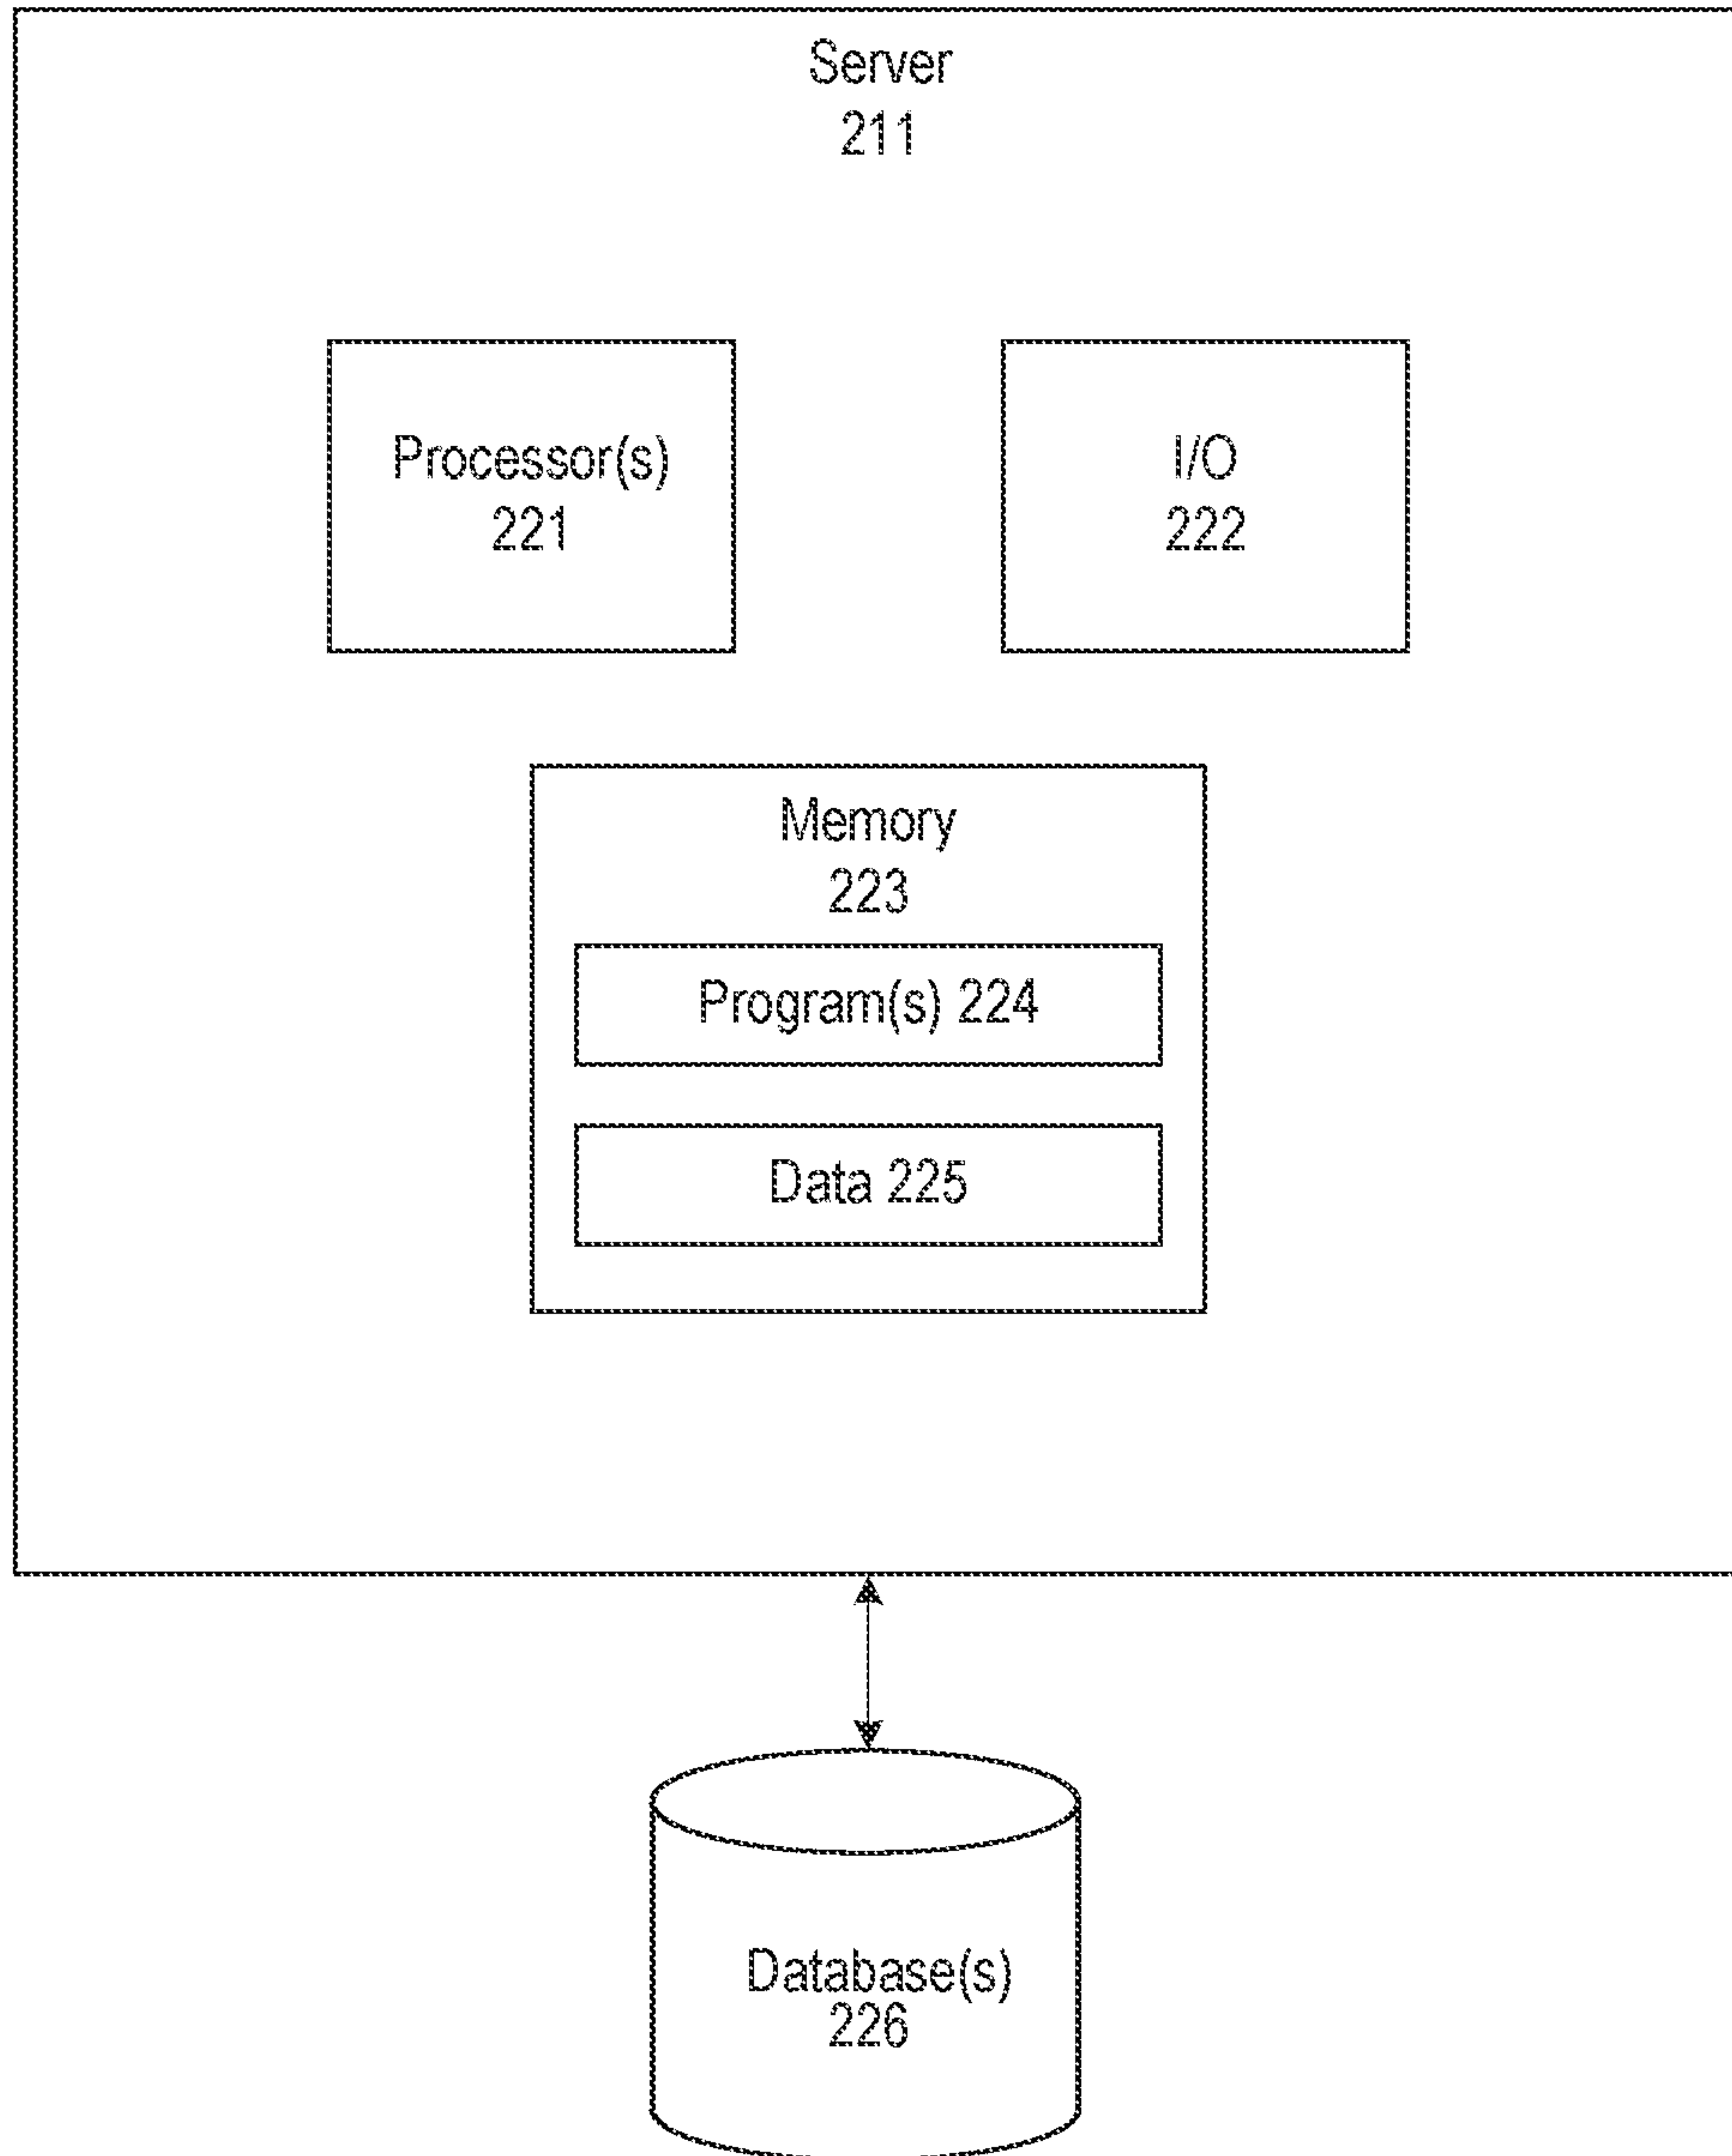 Server
211
Processor(s)
221
I/O
222
Memory
223
Program(s) 224
Data 225
Database(s)
226